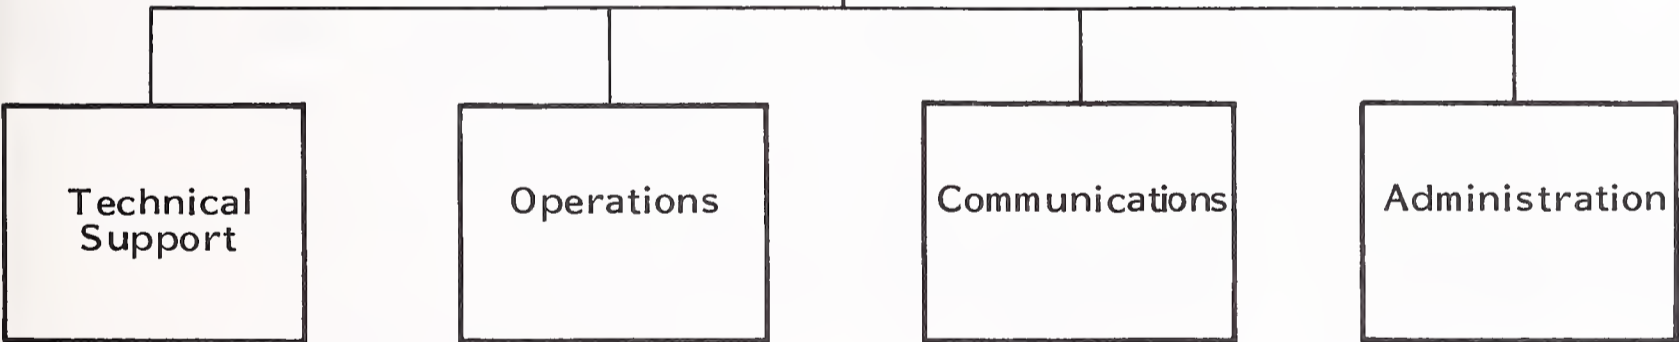 Technical
Support
Operations
Communications
Administration